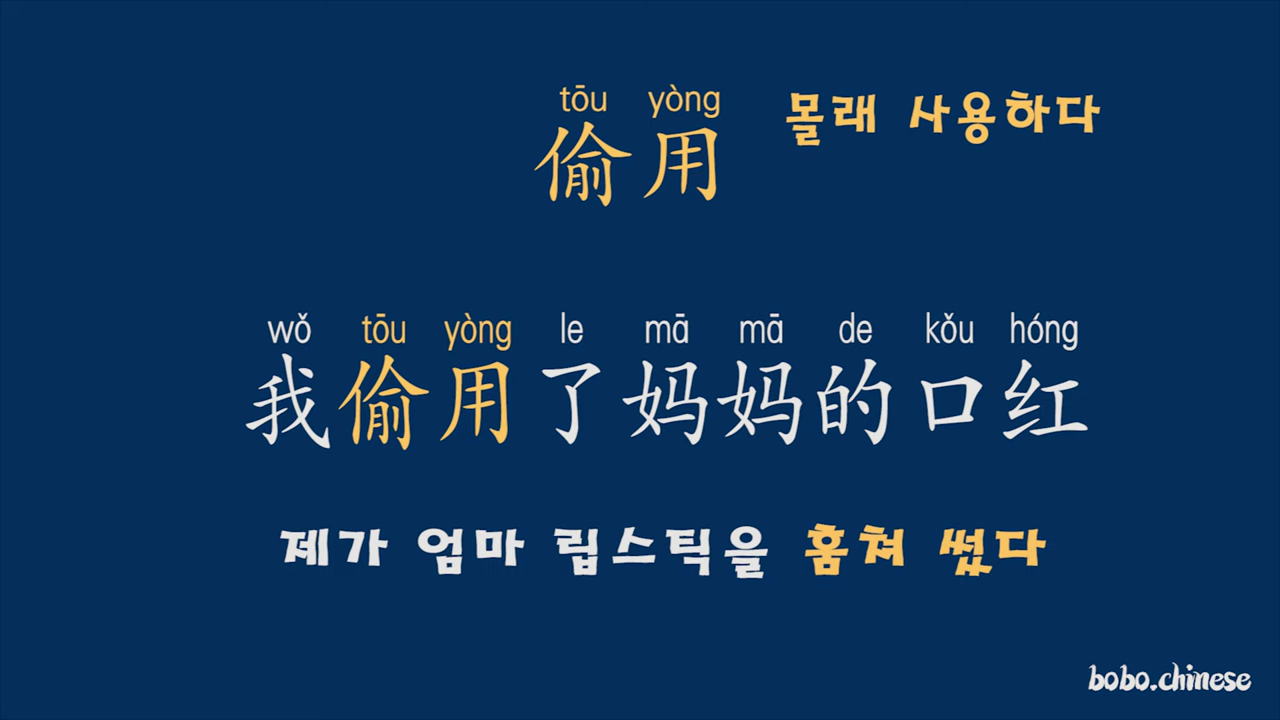 tōu yòng
偷用 몰래 사용하다
wǒ tōu yòng le mā mā de kǒu hóng
我偷用了妈妈的口红
제가 엄마 립스틱을 훔쳐 썼다
bobo.chinese